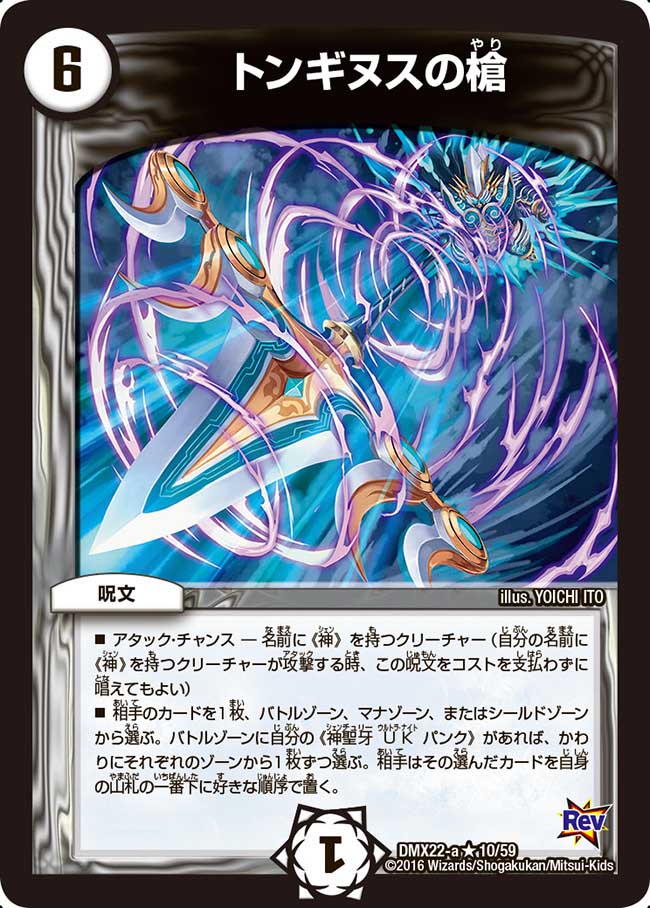 6
トンギヌスの槍
やり
呪文
illus. YOICHI ITO
■ アタック・チャンス ― 名前に《神》を持つクリーチャー（自分の名前に
《神》を持つクリーチャーが攻撃する時、この呪文をコストを支払わずに
唱えてもよい）
■ 相手のカードを1枚、バトルゾーン、マナゾーン、またはシールドゾーン
から選ぶ。バトルゾーンに自分の《神聖牙 UK パンク》があれば、かわ
りにそれぞれのゾーンから1枚ずつ選ぶ。相手はその選んだカードを自身
の山札の一番下に好きな順序で置く。
Rev
1
DMX22-a★10/59
©2016 Wizards/Shogakukan/Mitsui-Kids